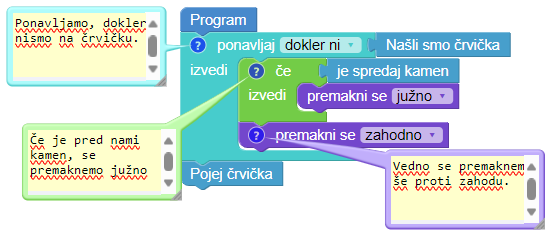 Program
Ponavljamo, dokler
nismo na črvičku.
? ponavljaj dokler ni Našli smo črvička
izvedi ? če je spredaj kamen
izvedi premakni se južno
? premakni se zahodno
Če je pred nami
kamen, se
premaknemo južno
Pojej črvička
Vedno se premaknem
še proti zahodu.